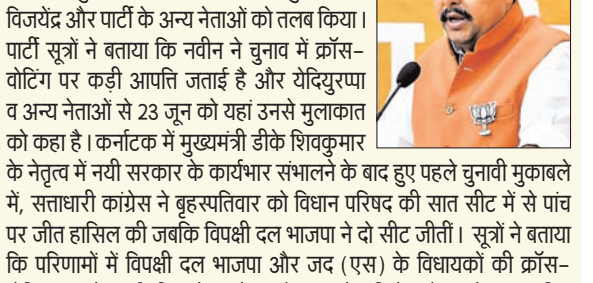 विजयेंद्र और पार्टी के अन्य नेताओं को तलब किया।
पार्टी सूत्रों ने बताया कि नवीन ने चुनाव में क्रॉस-
वोटिंग पर कड़ी आपत्ति जताई है और येदियुरप्पा
व अन्य नेताओं से 23 जून को यहां उनसे मुलाकात
को कहा है। कर्नाटक में मुख्यमंत्री डीके शिवकुमार
के नेतृत्व में नयी सरकार के कार्यभार संभालने के बाद हुए पहले चुनावी मुकाबले
में, सत्ताधारी कांग्रेस ने बृहस्पतिवार को विधान परिषद की सात सीट में से पांच
पर जीत हासिल की जबकि विपक्षी दल भाजपा ने दो सीट जीतीं। सूत्रों ने बताया
कि परिणामों में विपक्षी दल भाजपा और जद (एस) के विधायकों की क्रॉस-